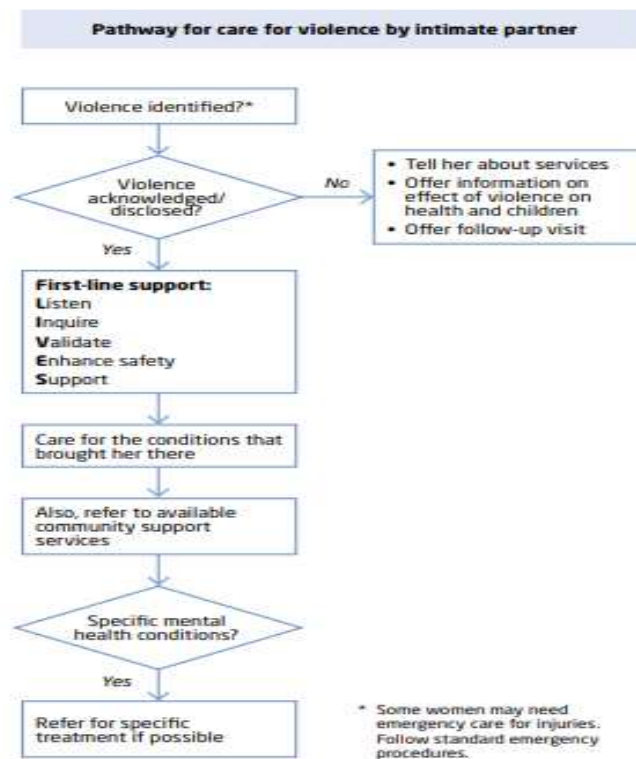 Pathway for care for violence by intimate partner
Violence identified?*
Violence
acknowledged/
disclosed?
No
• Tell her about services
• Offer information on
effect of violence on
health and children
• Offer follow-up visit
Yes
First-line support:
Listen
Inquire
Validate
Enhance safety
Support
Care for the conditions that
brought her there
Also, refer to available
community support
services
Specific mental
health conditions?
Yes
Refer for specific
treatment if possible
* Some women may need
emergency care for injuries.
Follow standard emergency
procedures.